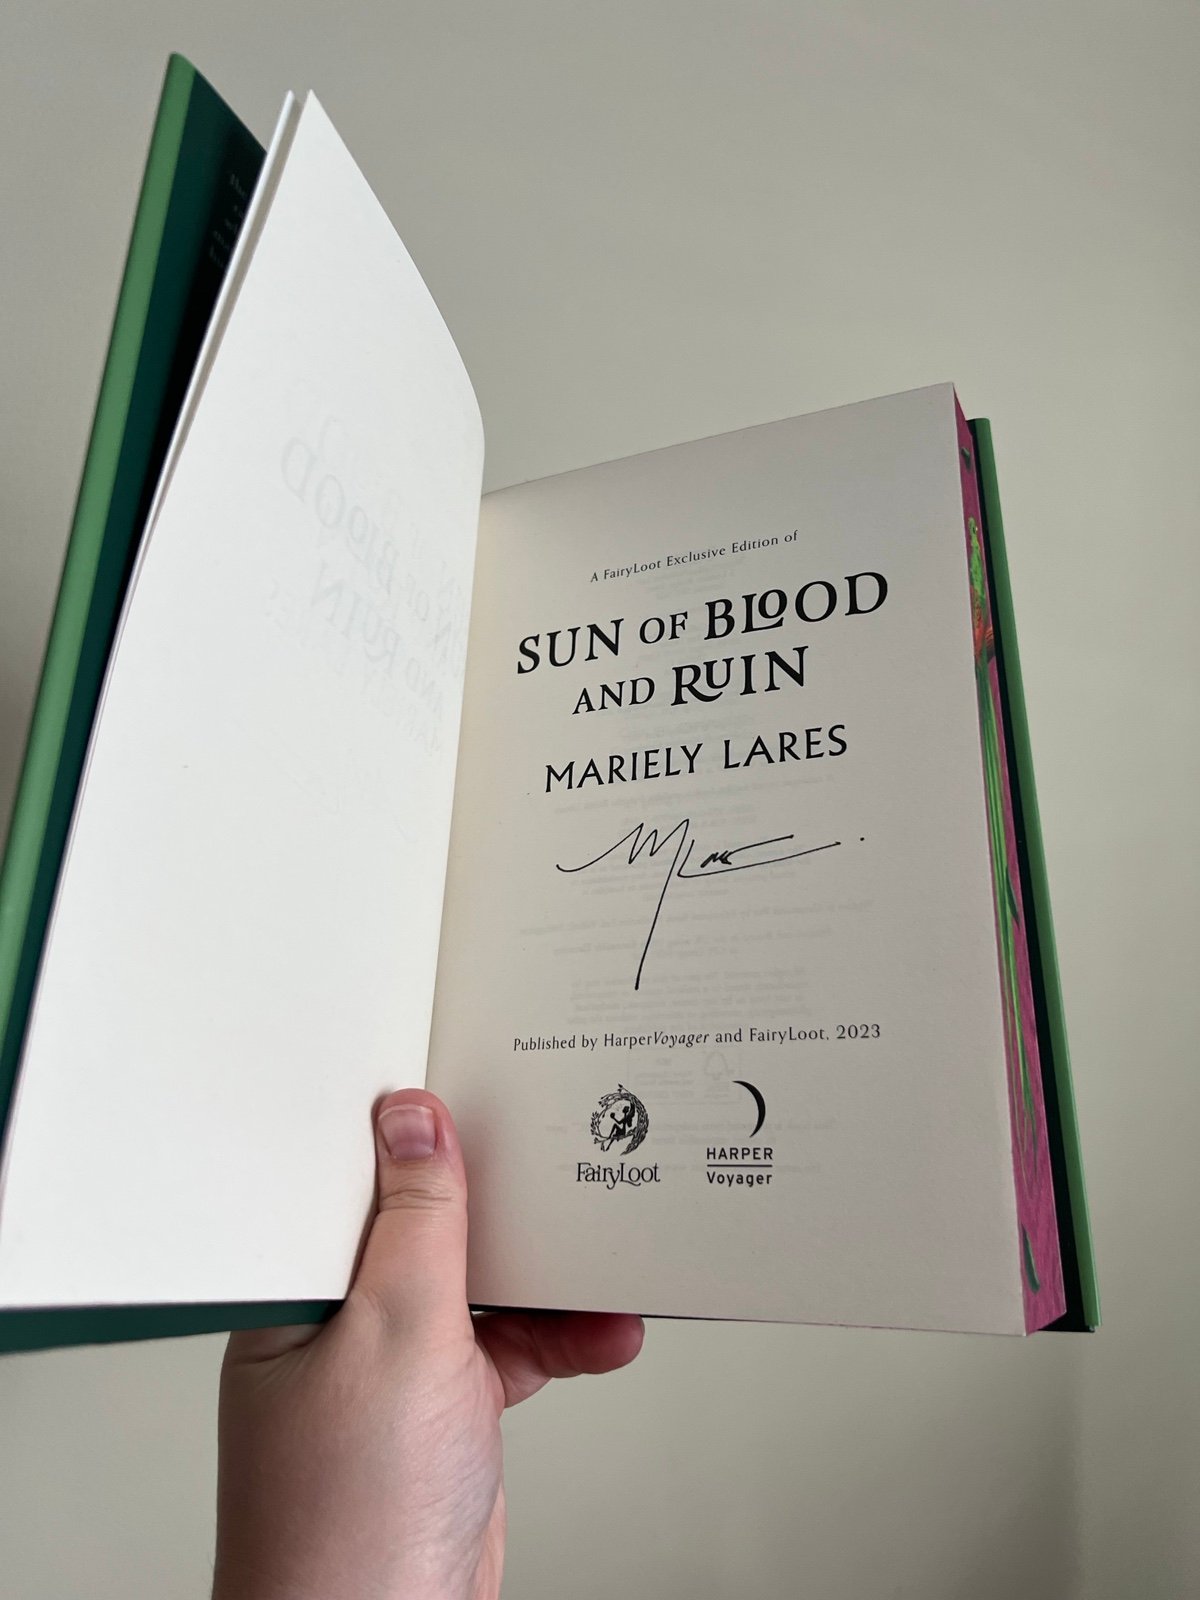 A FairyLoot Exclusive Edition of
SUN OF BLOOD
AND RUIN
MARIELY LARES
MLares
Published by HarperVoyager and FairyLoot, 2023
FairyLoot
HARPER
Voyager